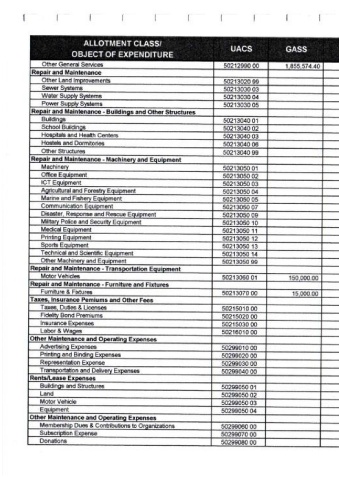 ALLOTMENT CLASS/ OBJECT OF EXPENDITURE UACS GASS
Other General Services 50212990 00 1,855,574.40
Repair and Maintenance
Other Land Improvements 50213020 99
Sewer Systems 50213030 03
Water Supply Systems 50213030 04
Power Supply Systems 50213030 05
Repair and Maintenance - Buildings and Other Structures
Buildings 50213040 01
School Buildings 50213040 02
Hospitals and Health Centers 50213040 03
Hostels and Dormitories 50213040 06
Other Structures 50213040 99
Repair and Maintenance - Machinery and Equipment
Machinery 50213050 01
Office Equipment 50213050 02
ICT Equipment 50213050 03
Agricultural and Forestry Equipment 50213050 04
Marine and Fishery Equipment 50213050 05
Communication Equipment 50213050 07
Disaster, Response and Rescue Equipment 50213050 09
Military Police and Security Equipment 50213050 10
Medical Equipment 50213050 11
Printing Equipment 50213050 12
Sports Equipment 50213050 13
Technical and Scientific Equipment 50213050 14
Other Machinery and Equipment 50213050 99
Repair and Maintenance - Transportation Equipment
Motor Vehicles 50213060 01 150,000.00
Repair and Maintenance - Furniture and Fixtures
Furniture & Fixtures 50213070 00 15,000.00
Taxes, Insurance Pemiums and Other Fees
Taxes, Duties & Licenses 50215010 00
Fidelity Bond Premiums 50215020 00
Insurance Expenses 50215030 00
Labor & Wages 50216010 00
Other Maintenance and Operating Expenses
Advertising Expenses 50299010 00
Printing and Binding Expenses 50299020 00
Representation Expense 50299030 00
Transportation and Delivery Expenses 50299040 00
Rents/Lease Expenses
Buildings and Structures 50299050 01
Land 50299050 02
Motor Vehicle 50299050 03
Equipment 50299050 04
Other Maintenance and Operating Expenses
Membership Dues & Contributions to Organizations 50299060 00
Subscription Expense 50299070 00
Donations 50299080 00